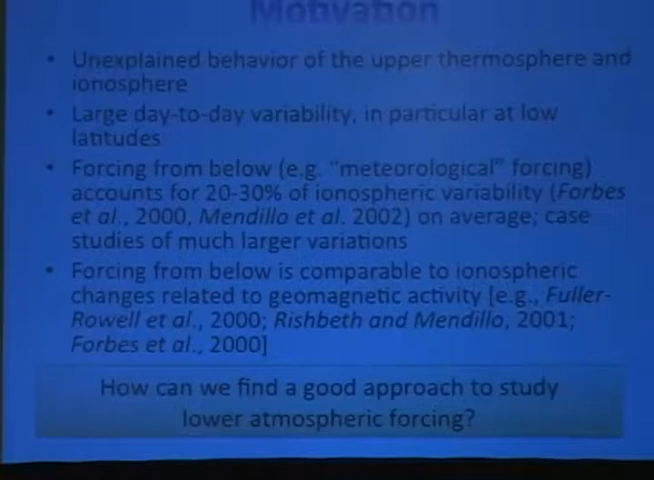 Motivation
• Unexplained behavior of the upper thermosphere and
ionosphere
• Large day-to-day variability, in particular at low
latitudes
• Forcing from below (e.g. "meteorological" forcing)
accounts for 20-30% of ionospheric variability (Forbes
et al., 2000, Mendillo et al. 2002) on average; case
studies of much larger variations
• Forcing from below is comparable to ionospheric
changes related to geomagnetic activity [e.g., Fuller-
Rowell et al., 2000; Rishbeth and Mendillo, 2001;
Forbes et al., 2000]
How can we find a good approach to study
lower atmospheric forcing?